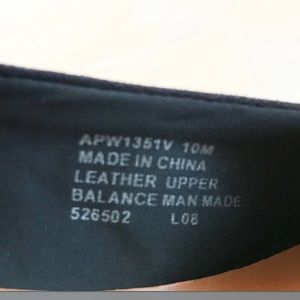 APW1351V 10M
MADE IN CHINA
LEATHER UPPER
BALANCE MAN MADE
526502 L08